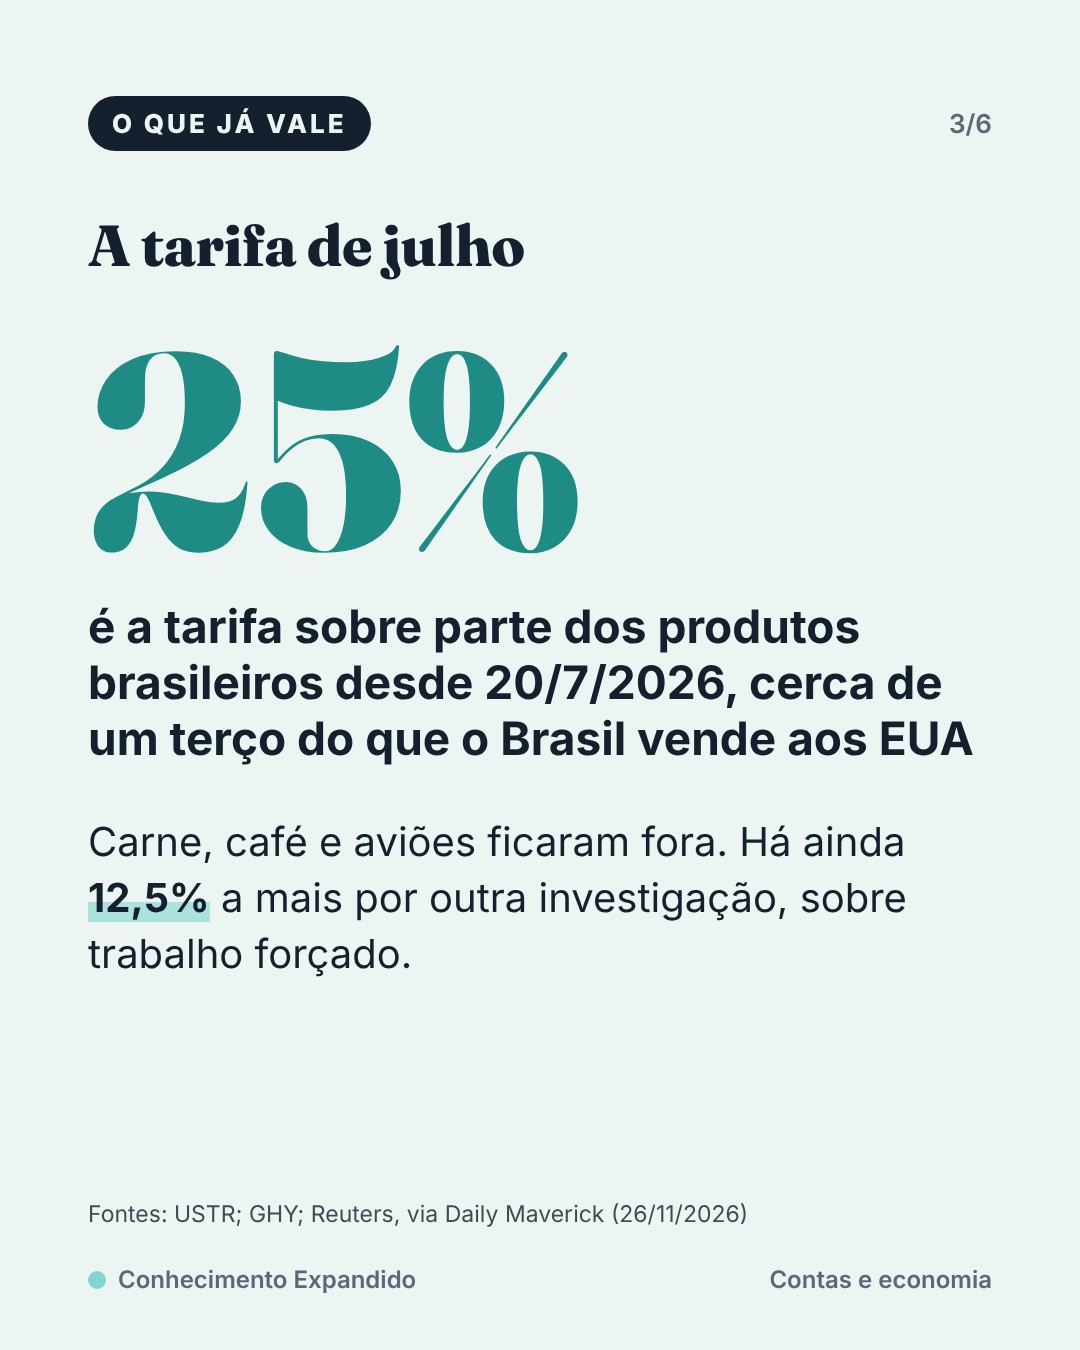 O QUE JÁ VALE
3/6
A tarifa de julho
25%
é a tarifa sobre parte dos produtos
brasileiros desde 20/7/2026, cerca de
um terço do que o Brasil vende aos EUA
Carne, café e aviões ficaram fora. Há ainda
12,5% a mais por outra investigação, sobre
trabalho forçado.
Fontes: USTR; GHY; Reuters, via Daily Maverick (26/11/2026)
Conhecimento Expandido
Contas e economia